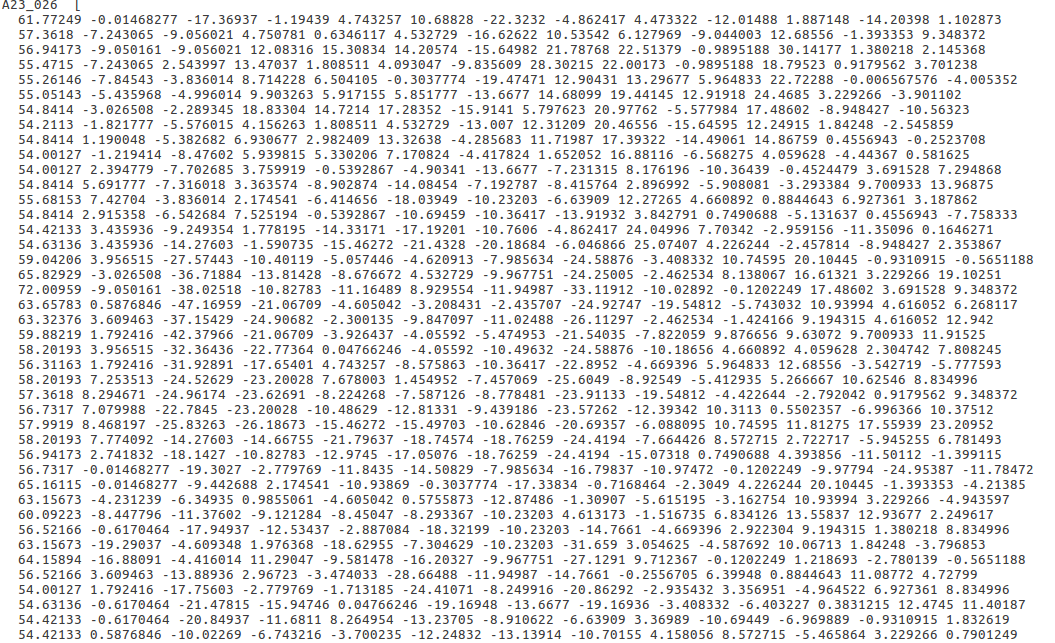 A23_026  [
61.77249 -0.01468277 -17.36937 -1.19439 4.743257 10.68828 -22.3232 -4.862417 4.473322 -12.01488 1.887148 -14.20398 1.102873
57.3618 -7.243065 -9.056021 4.750781 0.6346117 4.532729 -16.62622 10.53542 6.127969 -9.044003 12.68556 -1.393353 9.348372
56.94173 -9.050161 -9.056021 12.08316 15.30834 14.20574 -15.64982 21.78768 22.51379 -0.9895188 30.14177 1.380218 2.145368
55.4715 -7.243065 2.543997 13.47037 1.808511 4.093047 -9.835609 28.30215 22.00173 -0.9895188 18.79523 0.9179562 3.701238
55.26146 -7.84543 -3.836014 8.714228 6.504105 -0.3037774 -19.47471 12.90431 13.29677 5.964833 22.72288 -0.006567576 -4.005352
55.05143 -5.435968 -4.996014 9.903263 5.917155 5.851777 -13.6677 14.68099 19.44145 12.91918 24.4685 3.229266 -3.901102
54.8414 -3.026508 -2.289345 18.83304 14.7214 17.28352 -15.9141 5.797623 20.97762 -5.577984 17.48602 -8.948427 -10.56323
54.2113 -1.821777 -5.576015 4.156263 1.808511 4.532729 -13.007 12.31209 20.46556 -15.64595 12.24915 1.84248 -2.545859
54.8414 1.190048 -5.382682 6.930677 2.982409 13.32638 -4.285683 11.71987 17.39322 -14.49061 14.86759 0.4556943 -0.2523708
54.00127 -1.219414 -8.47602 5.939815 5.330206 7.170824 -4.417824 1.652052 16.88116 -6.568275 4.059628 -4.44367 0.581625
54.00127 2.394779 -7.702685 3.759919 -0.5392867 -4.90341 -13.6677 -7.231315 8.176196 -10.36439 -0.4524479 3.691528 7.294868
54.8414 5.691777 -7.316018 3.363574 -8.902874 -14.08454 -7.192787 -8.415764 2.896992 -5.908081 -3.293384 9.700933 13.96875
55.68153 7.42704 -3.836014 2.174541 -6.414656 -18.03949 -10.23203 -6.63909 12.27265 4.660892 0.8844643 6.927361 3.187862
54.8414 2.915358 -6.542684 7.525194 -0.5392867 -10.69459 -10.36417 -13.91932 3.842791 0.7490688 -5.131637 0.4556943 -7.758333
54.42133 3.435936 -9.249354 1.778195 -14.33171 -17.19201 -10.7606 -4.862417 24.04996 7.70342 -2.959156 -11.35096 0.1646271
54.63136 3.435936 -14.27603 -1.590735 -15.46272 -21.4328 -20.18684 -6.046866 25.07407 4.226244 -2.457814 -8.948427 2.353867
59.04206 3.956515 -27.57443 -10.40119 -5.057446 -4.620913 -7.985634 -24.58876 -3.408332 10.74595 20.10445 -0.9310915 -0.5651188
65.82929 -3.026508 -36.71884 -13.81428 -8.676672 4.532729 -9.967751 -24.25005 -2.462534 8.138067 16.61321 3.229266 19.10251
72.00959 -9.050161 -38.02518 -10.82783 -11.16489 8.929554 -11.94987 -33.11912 -10.02892 -0.1202249 17.48602 3.691528 9.348372
63.65783 0.5876846 -47.16959 -21.06709 -4.605042 -3.208431 -2.435707 -24.92747 -19.54812 -5.743032 10.93994 4.616052 6.268117
63.32376 3.609463 -37.15429 -24.90682 -2.300135 -9.847097 -11.02488 -26.11297 -2.462534 -1.424166 9.194315 4.616052 12.942
59.88219 1.792416 -42.37966 -21.06709 -3.926437 -4.05592 -5.474953 -21.54035 -7.822059 9.876656 9.63072 9.700933 11.91525
58.20193 3.956515 -32.36436 -22.77364 0.04766246 -4.05592 -10.49632 -24.58876 -10.18656 4.660892 4.059628 2.304742 7.808245
56.31163 1.792416 -31.92891 -17.65401 4.743257 -8.575863 -10.36417 -22.8952 -4.669396 5.964833 12.68556 -3.542719 -5.777593
58.20193 7.253513 -24.52629 -23.20028 7.678003 1.454952 -7.457069 -25.6049 -8.92549 -5.412935 5.266667 10.62546 8.834996
57.3618 8.294671 -24.96174 -23.62691 -8.224268 -7.587126 -8.778481 -23.91133 -19.54812 -4.422644 -2.792042 0.9179562 9.348372
56.7317 7.079988 -22.7845 -23.20028 -10.48629 -12.81331 -9.439186 -23.57262 -12.39342 10.3113 0.5502357 -6.996366 10.37512
57.9919 8.468197 -25.83263 -26.18673 -15.46272 -15.49703 -10.62846 -20.69357 -6.088095 10.74595 11.81275 17.55939 23.20952
58.20193 7.774092 -14.27603 -14.66755 -21.79637 -18.74574 -18.76259 -24.4194 -7.664426 8.572715 2.722717 -5.945255 6.781493
56.94173 2.741832 -18.1427 -10.82783 -12.9745 -17.05076 -18.76259 -24.4194 -15.07318 0.7490688 4.393856 -11.50112 -1.399115
56.7317 -0.01468277 -19.3027 -2.779769 -11.8435 -14.50829 -7.985634 -16.79837 -10.97472 -0.1202249 -9.97794 -24.95387 -11.78472
65.16115 -0.01468277 -9.442688 2.174541 -10.93869 -0.3037774 -17.33834 -0.7168464 -2.3049 4.226244 20.10445 -1.393353 -4.21385
63.15673 -4.231239 -6.34935 0.9855061 -4.605042 0.5755873 -12.87486 -1.30907 -5.615195 -3.162754 10.93994 3.229266 -4.943597
60.09223 -8.447796 -11.37602 -9.121284 -8.45047 -8.293367 -10.23203 4.613173 -1.516735 6.834126 13.55837 12.93677 2.249617
56.52166 -0.6170464 -17.94937 -12.53437 -2.887084 -18.32199 -10.23203 -14.7661 -4.669396 2.922304 9.194315 1.380218 8.834996
63.15673 -19.29037 -4.609348 1.976368 -18.62955 -7.304629 -10.23203 -31.659 3.054625 -4.587692 10.06713 1.84248 -3.796853
64.15894 -16.88091 -4.416014 11.29047 -9.581478 -16.20327 -9.967751 -27.1291 9.712367 -0.1202249 1.218693 -2.780139 -0.5651188
56.52166 3.609463 -13.88936 2.96723 -3.474033 -28.66488 -11.94987 -14.7661 -0.2556705 6.39948 0.8844643 11.08772 4.72799
54.00127 1.792416 -17.75603 -2.779769 -1.713185 -24.41071 -8.249916 -20.86292 -2.935432 3.356951 -4.964522 6.927361 8.834996
54.63136 -0.6170464 -21.47815 -15.94746 0.04766246 -19.16948 -13.6677 -19.16936 -3.408332 -6.403227 0.3831215 12.4745 11.40187
54.42133 -0.6170464 -20.84937 -11.6811 8.264954 -13.23705 -8.910622 -6.63909 3.36989 -10.69449 -6.969889 -0.9310915 1.832619
54.42133 0.5876846 -10.02269 -6.743216 -3.700235 -12.24832 -13.13914 -10.70155 4.158056 8.572715 -5.465864 3.229266 0.7901249